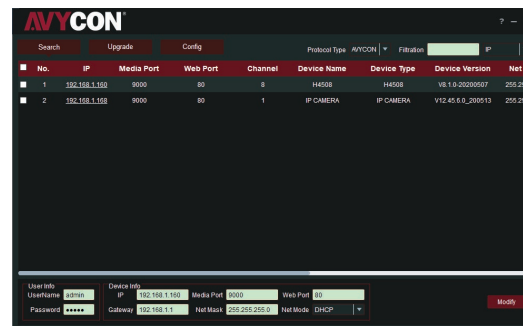 AVYCON
Search Upgrade Config Protocol Type AVYCON Filtration IP
No. IP Media Port Web Port Channel Device Name Device Type Device Version Net
1 192.168.1.160 9000 80 8 H4508 H4508 V8.1.0-20200507 255.25
2 192.168.1.168 9000 80 1 IP CAMERA IP CAMERA V12.45.6.0_200513 255.25
User Info Device Info
UserName admin IP 192.168.1.160 Media Port 9000 Web Port 80
Modify
Password ••••• Gateway 192.168.1.1 Net Mask 255.255.255.0 Net Mode DHCP